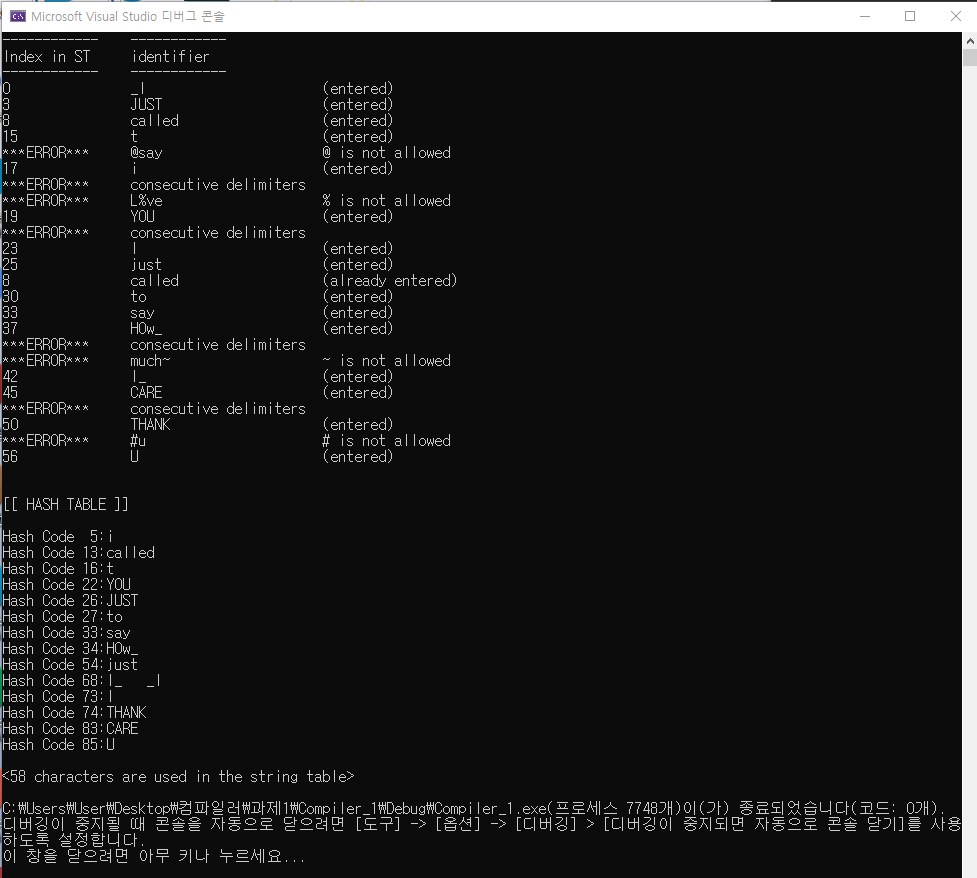 Microsoft Visual Studio 디버그 콘솔
------------    ------------
Index in ST     identifier
------------    ------------
0               _I                      (entered)
3               JUST                    (entered)
8               called                  (entered)
15              t                       (entered)
***ERROR***     @say                    @ is not allowed
17              i                       (entered)
***ERROR***     consecutive delimiters
***ERROR***     L%ve                    % is not allowed
19              YOU                     (entered)
***ERROR***     consecutive delimiters
23              I                       (entered)
25              just                    (entered)
8               called                  (already entered)
30              to                      (entered)
33              say                     (entered)
37              HOw_                    (entered)
***ERROR***     consecutive delimiters
***ERROR***     much~                   ~ is not allowed
42              I_                      (entered)
45              CARE                    (entered)
***ERROR***     consecutive delimiters
50              THANK                   (entered)
***ERROR***     #u                      # is not allowed
56              U                       (entered)
[[ HASH TABLE ]]
Hash Code  5:i
Hash Code 13:called
Hash Code 16:t
Hash Code 22:YOU
Hash Code 26:JUST
Hash Code 27:to
Hash Code 33:say
Hash Code 34:HOw_
Hash Code 54:just
Hash Code 68:I_   _I
Hash Code 73:I
Hash Code 74:THANK
Hash Code 83:CARE
Hash Code 85:U
<58 characters are used in the string table>
C:₩Users₩User₩Desktop₩컴파일러₩과제1₩Compiler_1₩Debug₩Compiler_1.exe(프로세스 7748개)이(가) 종료되었습니다(코드: 0개).
디버깅이 중지될 때 콘솔을 자동으로 닫으려면 [도구] -> [옵션] -> [디버깅] > [디버깅이 중지되면 자동으로 콘솔 닫기]를 사용
하도록 설정합니다.
이 창을 닫으려면 아무 키나 누르세요...